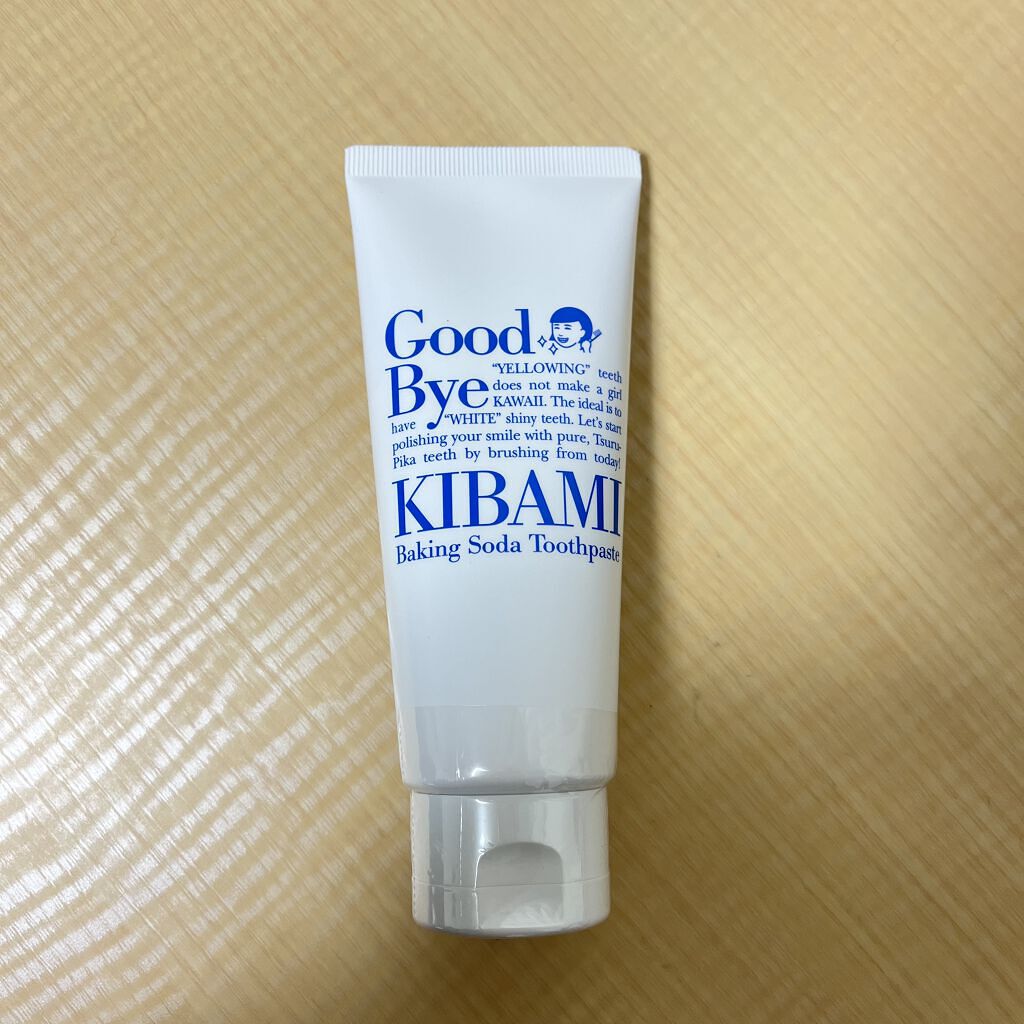 Good
Bye
"YELLOWING" teeth
does not make a girl
KAWAII. The ideal is to
have "WHITE" shiny teeth. Let's start
polishing your smile with pure, Tsuru-
Pika teeth by brushing from today!
KIBAMI
Baking Soda Toothpaste